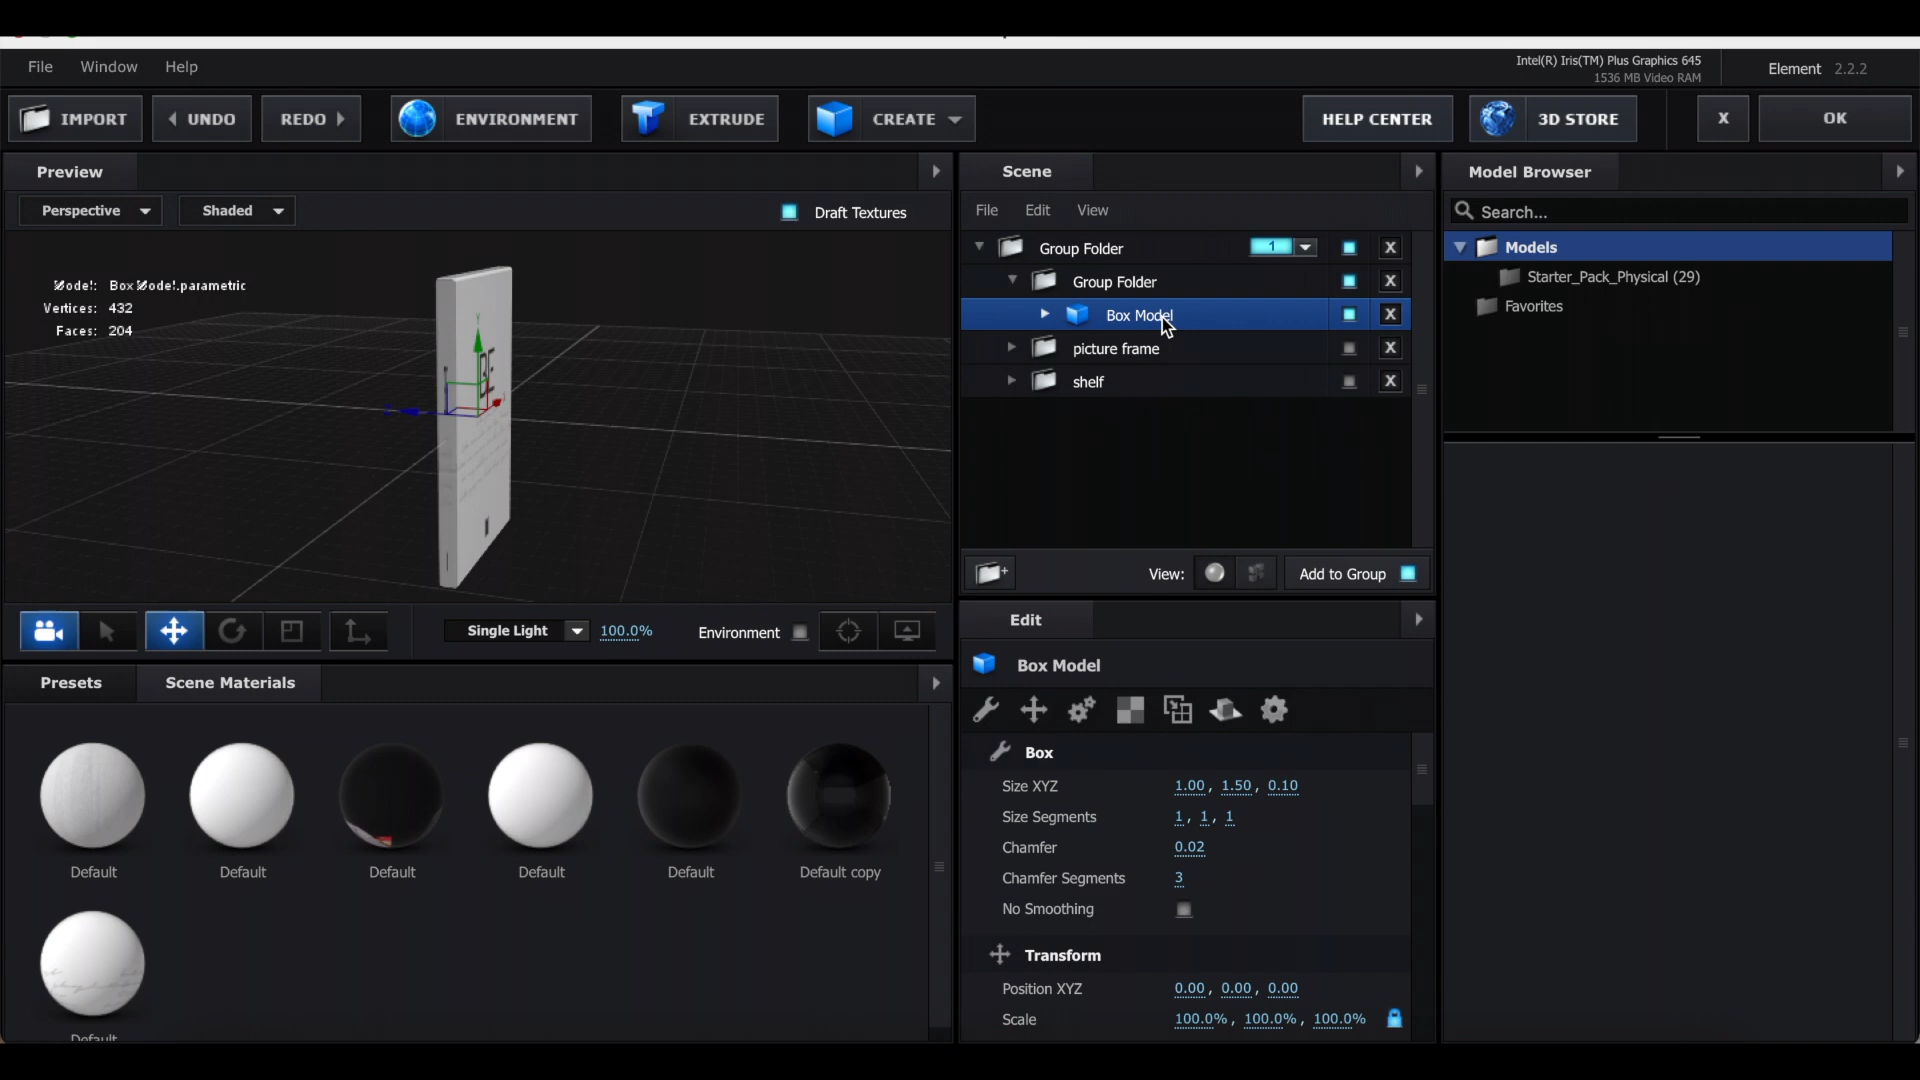 File Window Help
Intel(R) Iris(TM) Plus Graphics 645
1536 MB Video RAM
Element 2.2.2
IMPORT UNDO REDO ENVIRONMENT EXTRUDE CREATE HELP CENTER 3D STORE X OK
Preview
Perspective Shaded Draft Textures
Vertices: 432
Faces: 204
Y
BE
Single Light 100.0% Environment
Presets Scene Materials
Default Default Default Default Default Default copy
Default
Scene
File Edit View
Group Folder 1 X
Group Folder X
Box Model X
picture frame X
shelf X
View: Add to Group
Edit
Box Model
Box
Size XYZ 1.00, 1.50, 0.10
Size Segments 1, 1, 1
Chamfer 0.02
Chamfer Segments 3
No Smoothing
Transform
Position XYZ 0.00, 0.00, 0.00
Scale 100.0%, 100.0%, 100.0%
Model Browser
Search...
Models
Starter_Pack_Physical (29)
Favorites